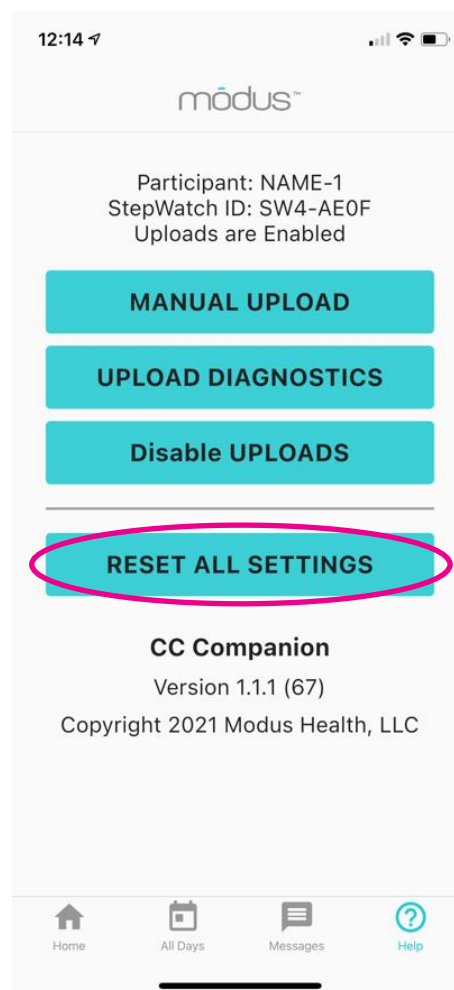 12:14
mōdus™
Participant: NAME-1
StepWatch ID: SW4-AE0F
Uploads are Enabled
MANUAL UPLOAD
UPLOAD DIAGNOSTICS
Disable UPLOADS
RESET ALL SETTINGS
CC Companion
Version 1.1.1 (67)
Copyright 2021 Modus Health, LLC
Home All Days Messages Help